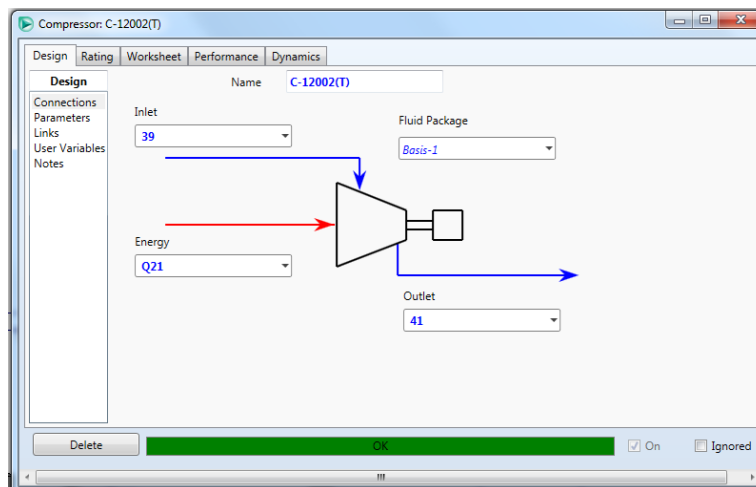 Compressor: C-12002(T)
Design Rating Worksheet Performance Dynamics
Design
Connections
Parameters
Links
User Variables
Notes
Name C-12002(T)
Inlet
39
Fluid Package
Basis-1
Energy
Q21
Outlet
41
Delete OK On Ignored